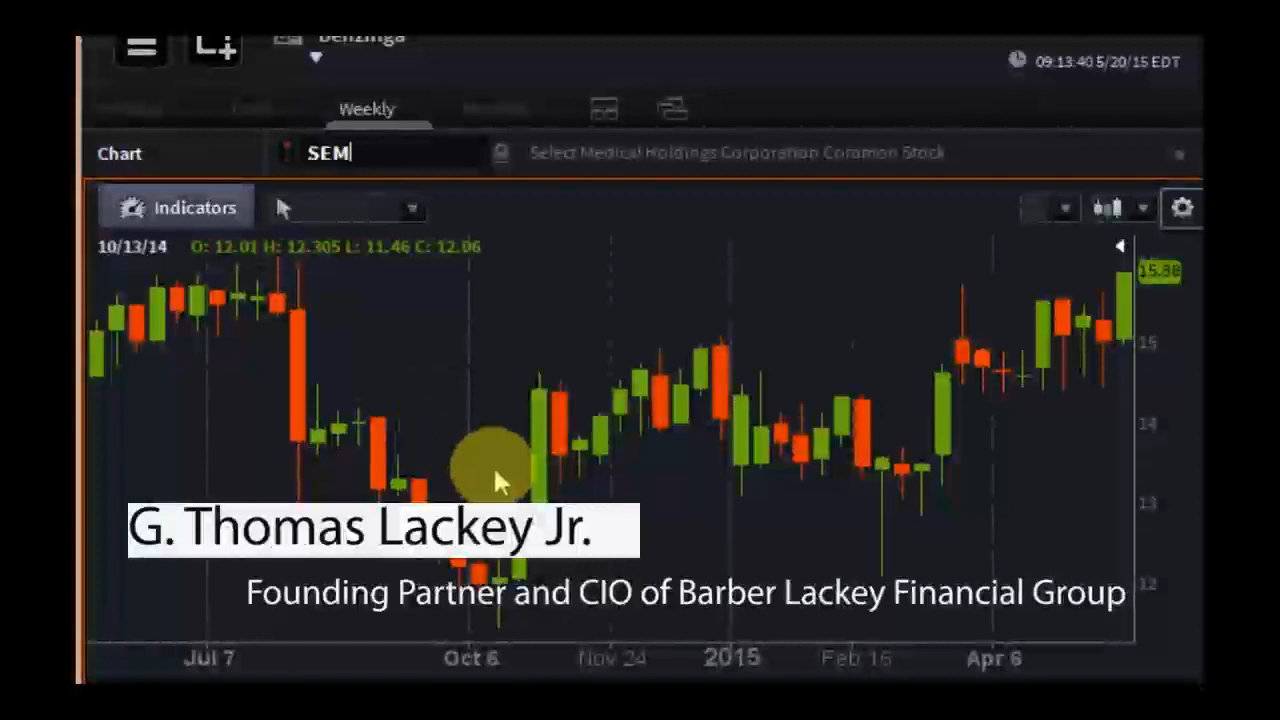 Benzinga
09:13:40 5/20/15 EDT
Weekly
Chart
SEM
Select Medical Holdings Corporation Common Stock
Indicators
10/13/14 O: 12.01 H: 12.305 L: 11.46 C: 12.06
15.88
15
14
13
12
G. Thomas Lackey Jr.
Founding Partner and CIO of Barber Lackey Financial Group
Jul 7 Oct 6 Nov 24 2015 Feb 16 Apr 6